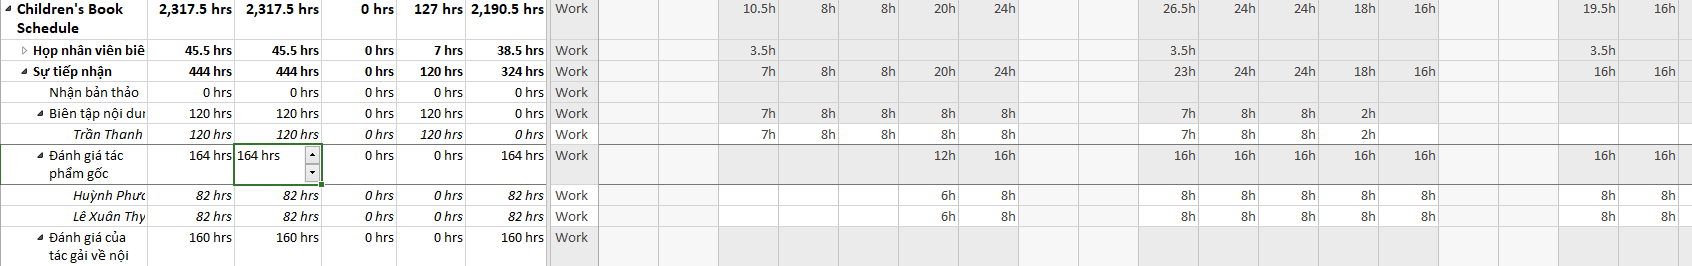 Children's Book Schedule 2,317.5 hrs 2,317.5 hrs 0 hrs 127 hrs 2,190.5 hrs Work 10.5h 8h 8h 20h 24h 26.5h 24h 24h 18h 16h 19.5h 16h
Họp nhân viên biê 45.5 hrs 45.5 hrs 0 hrs 7 hrs 38.5 hrs Work 3.5h 3.5h 3.5h
Sự tiếp nhận 444 hrs 444 hrs 0 hrs 120 hrs 324 hrs Work 7h 8h 8h 20h 24h 23h 24h 24h 18h 16h 16h 16h
Nhận bản thảo 0 hrs 0 hrs 0 hrs 0 hrs 0 hrs Work
Biên tập nội dun 120 hrs 120 hrs 0 hrs 120 hrs 0 hrs Work 7h 8h 8h 8h 8h 7h 8h 8h 2h
Trần Thanh 120 hrs 120 hrs 0 hrs 120 hrs 0 hrs Work 7h 8h 8h 8h 8h 7h 8h 8h 2h
Đánh giá tác phẩm gốc 164 hrs 164 hrs 0 hrs 0 hrs 164 hrs Work 12h 16h 16h 16h 16h 16h 16h 16h 16h
Huỳnh Phươ 82 hrs 82 hrs 0 hrs 0 hrs 82 hrs Work 6h 8h 8h 8h 8h 8h 8h 8h 8h
Lê Xuân Thy 82 hrs 82 hrs 0 hrs 0 hrs 82 hrs Work 6h 8h 8h 8h 8h 8h 8h 8h 8h
Đánh giá của tác gải về nội 160 hrs 160 hrs 0 hrs 0 hrs 160 hrs Work